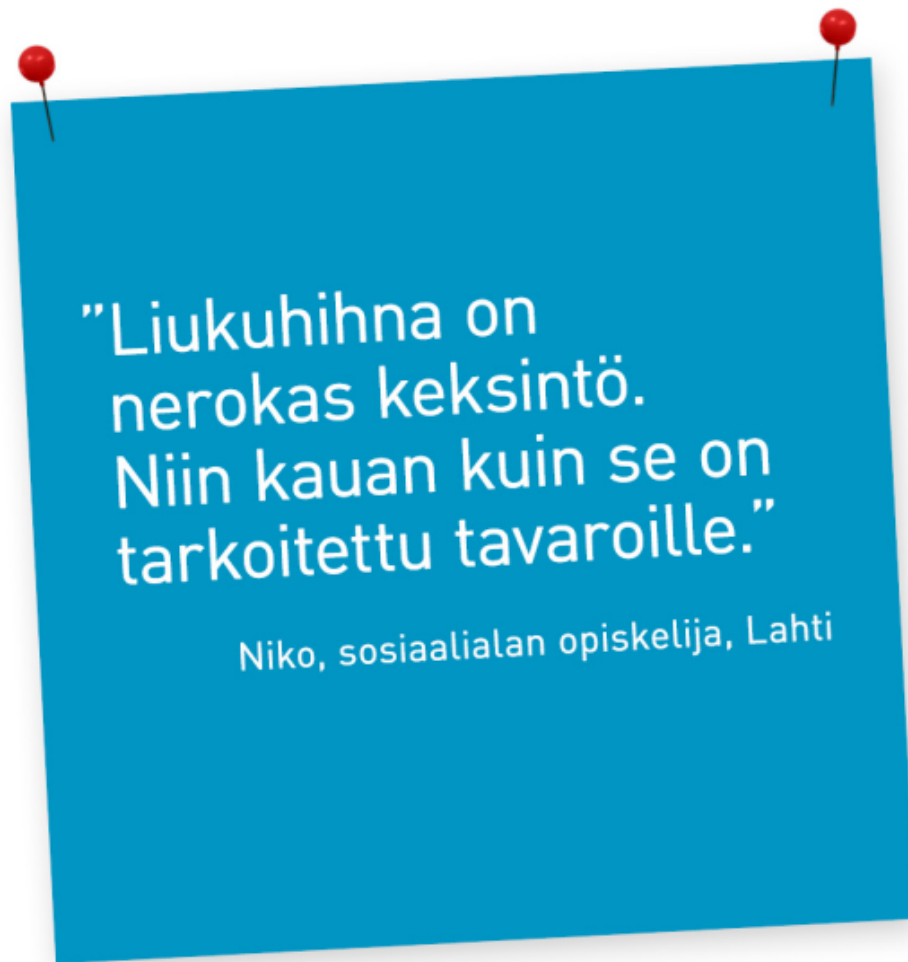 ”Liukuhihna on
nerokas keksintö.
Niin kauan kuin se on
tarkoitettu tavaroille.”
Niko, sosiaalialan opiskelija, Lahti